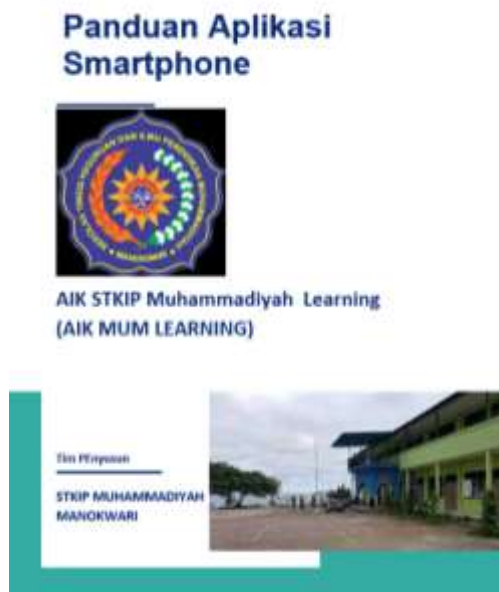 Panduan Aplikasi
Smartphone
AIK STKIP Muhammadiyah Learning
(AIK MUM LEARNING)
Tim PEnyusun
STKIP MUHAMMADIYAH
MANOKWARI